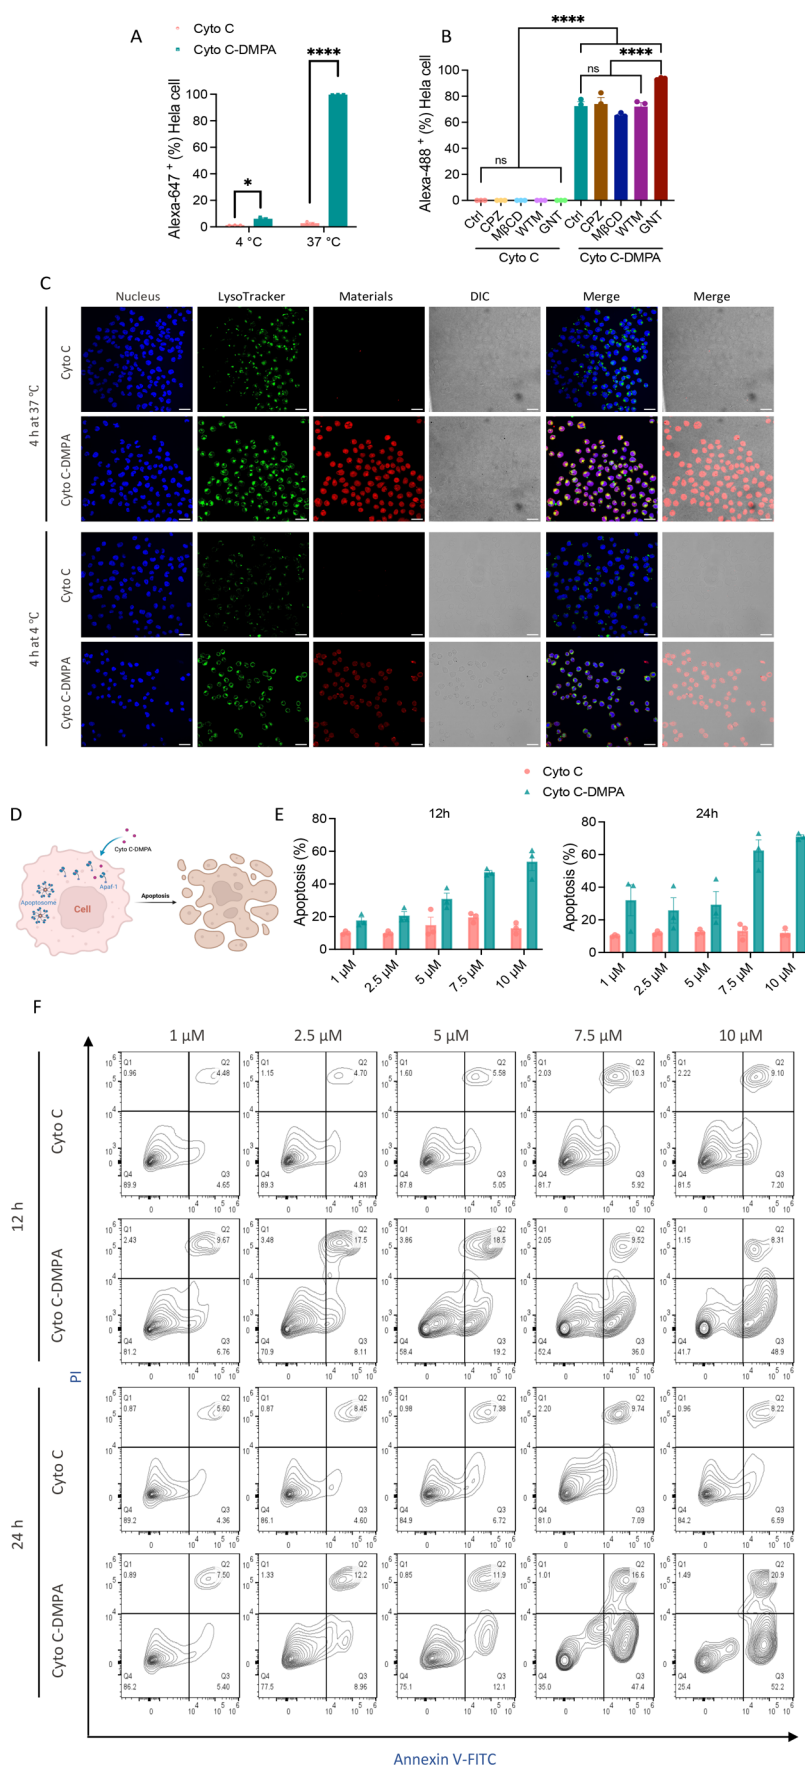 A
Cyto C
Cyto C-DMPA
Alexa-647 + (%) Hela cell
100
80
60
40
20
0
*
****
4 °C
37 °C
B
Alexa-488 + (%) Hela cell
100
80
60
40
20
0
ns
ns
****
****
Ctrl
CPZ
MβCD
WTM
GNT
Ctrl
CPZ
MβCD
WTM
GNT
Cyto C
Cyto C-DMPA
C
Nucleus LysoTracker Materials DIC Merge Merge
4 h at 37 °C
Cyto C
Cyto C-DMPA
4 h at 4 °C
Cyto C
Cyto C-DMPA
D
Cyto C-DMPA
Apaf-1
Apoptosome
Cell
Apoptosis
E
Cyto C
Cyto C-DMPA
12h
Apoptosis (%)
80
60
40
20
0
1 μM
2.5 μM
5 μM
7.5 μM
10 μM
24h
Apoptosis (%)
80
60
40
20
0
1 μM
2.5 μM
5 μM
7.5 μM
10 μM
F
1 μM 2.5 μM 5 μM 7.5 μM 10 μM
12 h
Cyto C
Q1 0.96 Q2 4.48 Q4 89.9 Q3 4.65
Q1 1.15 Q2 4.70 Q4 89.3 Q3 4.81
Q1 1.60 Q2 5.58 Q4 87.8 Q3 5.05
Q1 2.03 Q2 10.3 Q4 81.7 Q3 5.92
Q1 2.22 Q2 9.10 Q4 81.5 Q3 7.20
Cyto C-DMPA
Q1 2.43 Q2 9.67 Q4 81.2 Q3 6.76
Q1 3.48 Q2 17.5 Q4 70.9 Q3 8.11
Q1 3.86 Q2 18.5 Q4 58.4 Q3 19.2
Q1 2.05 Q2 9.52 Q4 52.4 Q3 36.0
Q1 1.15 Q2 8.31 Q4 41.7 Q3 48.9
24 h
Cyto C
Q1 0.87 Q2 5.60 Q4 89.2 Q3 4.36
Q1 0.87 Q2 8.45 Q4 86.1 Q3 4.60
Q1 0.98 Q2 7.38 Q4 84.9 Q3 6.72
Q1 2.20 Q2 9.74 Q4 81.0 Q3 7.09
Q1 0.96 Q2 8.22 Q4 84.2 Q3 6.59
Cyto C-DMPA
Q1 0.89 Q2 7.50 Q4 86.2 Q3 5.40
Q1 1.33 Q2 12.2 Q4 77.5 Q3 8.96
Q1 0.85 Q2 11.9 Q4 75.1 Q3 12.1
Q1 1.01 Q2 16.6 Q4 35.0 Q3 47.4
Q1 1.49 Q2 20.9 Q4 25.4 Q3 52.2
PI
Annexin V-FITC